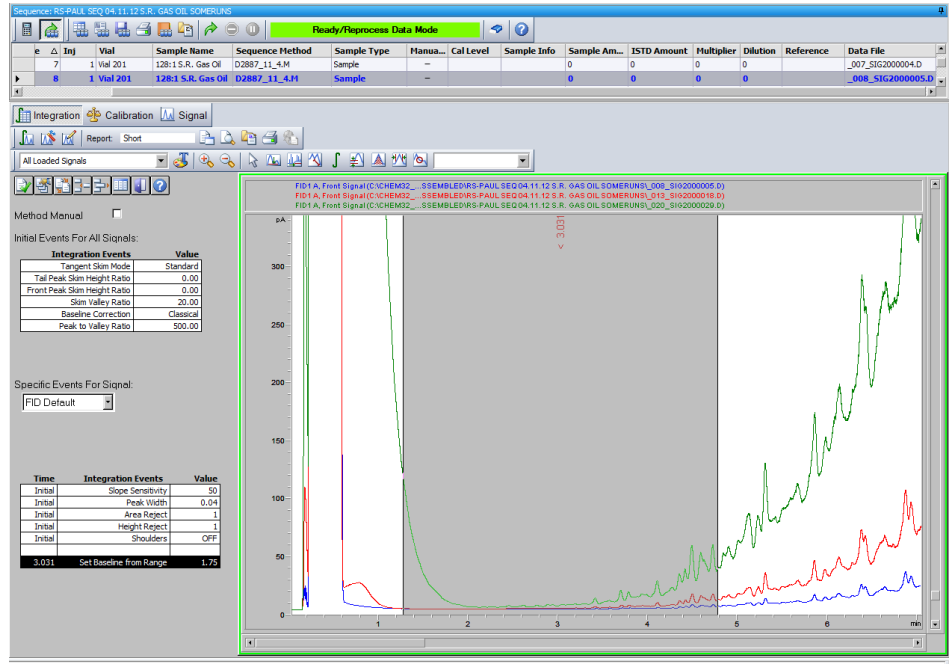 Sequence: RS-PAUL SEQ 04.11.12 S.R. GAS OIL SOMERUNS
Ready/Reprocess Data Mode
e △ Inj Vial Sample Name Sequence Method Sample Type Manua... Cal Level Sample Info Sample Am... ISTD Amount Multiplier Dilution Reference Data File
7 1 Vial 201 128:1 S.R. Gas Oil D2887_11_4.M Sample – 0 0 0 0 _007_SIG2000004.D
8 1 Vial 201 128:1 S.R. Gas Oil D2887_11_4.M Sample – 0 0 0 0 _008_SIG2000005.D
Integration Calibration Signal
Report: Short
All Loaded Signals
Method Manual
Initial Events For All Signals:
Integration Events Value
Tangent Skim Mode Standard
Tail Peak Skim Height Ratio 0.00
Front Peak Skim Height Ratio 0.00
Skim Valley Ratio 20.00
Baseline Correction Classical
Peak to Valley Ratio 500.00
Specific Events For Signal:
FID Default
Time Integration Events Value
Initial Slope Sensitivity 50
Initial Peak Width 0.04
Initial Area Reject 1
Initial Height Reject 1
Initial Shoulders OFF
3.031 Set Baseline from Range 1.75
FID1 A, Front Signal (C:\CHEM32_...SSEMBLED\RS-PAUL SEQ 04.11.12 S.R. GAS OIL SOMERUNS\_008_SIG2000005.D)
FID1 A, Front Signal (C:\CHEM32_...SSEMBLED\RS-PAUL SEQ 04.11.12 S.R. GAS OIL SOMERUNS\_013_SIG2000018.D)
FID1 A, Front Signal (C:\CHEM32_...SSEMBLED\RS-PAUL SEQ 04.11.12 S.R. GAS OIL SOMERUNS\_020_SIG2000029.D)
pA
< 3.031
300
250
200
150
100
50
0
1 2 3 4 5 6 min